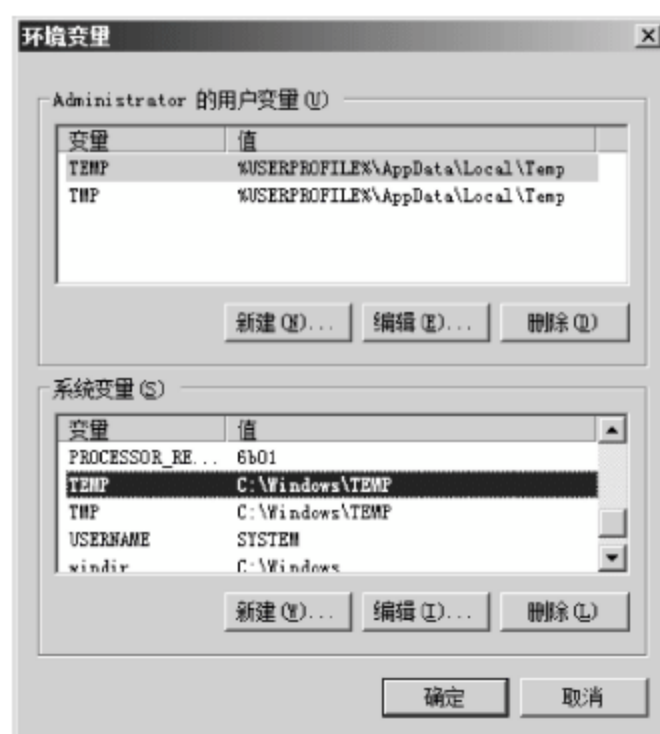 环境变量
Administrator 的用户变量(U)
变量 值
TEMP %USERPROFILE%\AppData\Local\Temp
TMP %USERPROFILE%\AppData\Local\Temp
新建(N)... 编辑(E)... 删除(D)
系统变量(S)
变量 值
PROCESSOR_RE... 6b01
TEMP C:\Windows\TEMP
TMP C:\Windows\TEMP
USERNAME SYSTEM
windir C:\Windows
新建(W)... 编辑(I)... 删除(L)
确定 取消